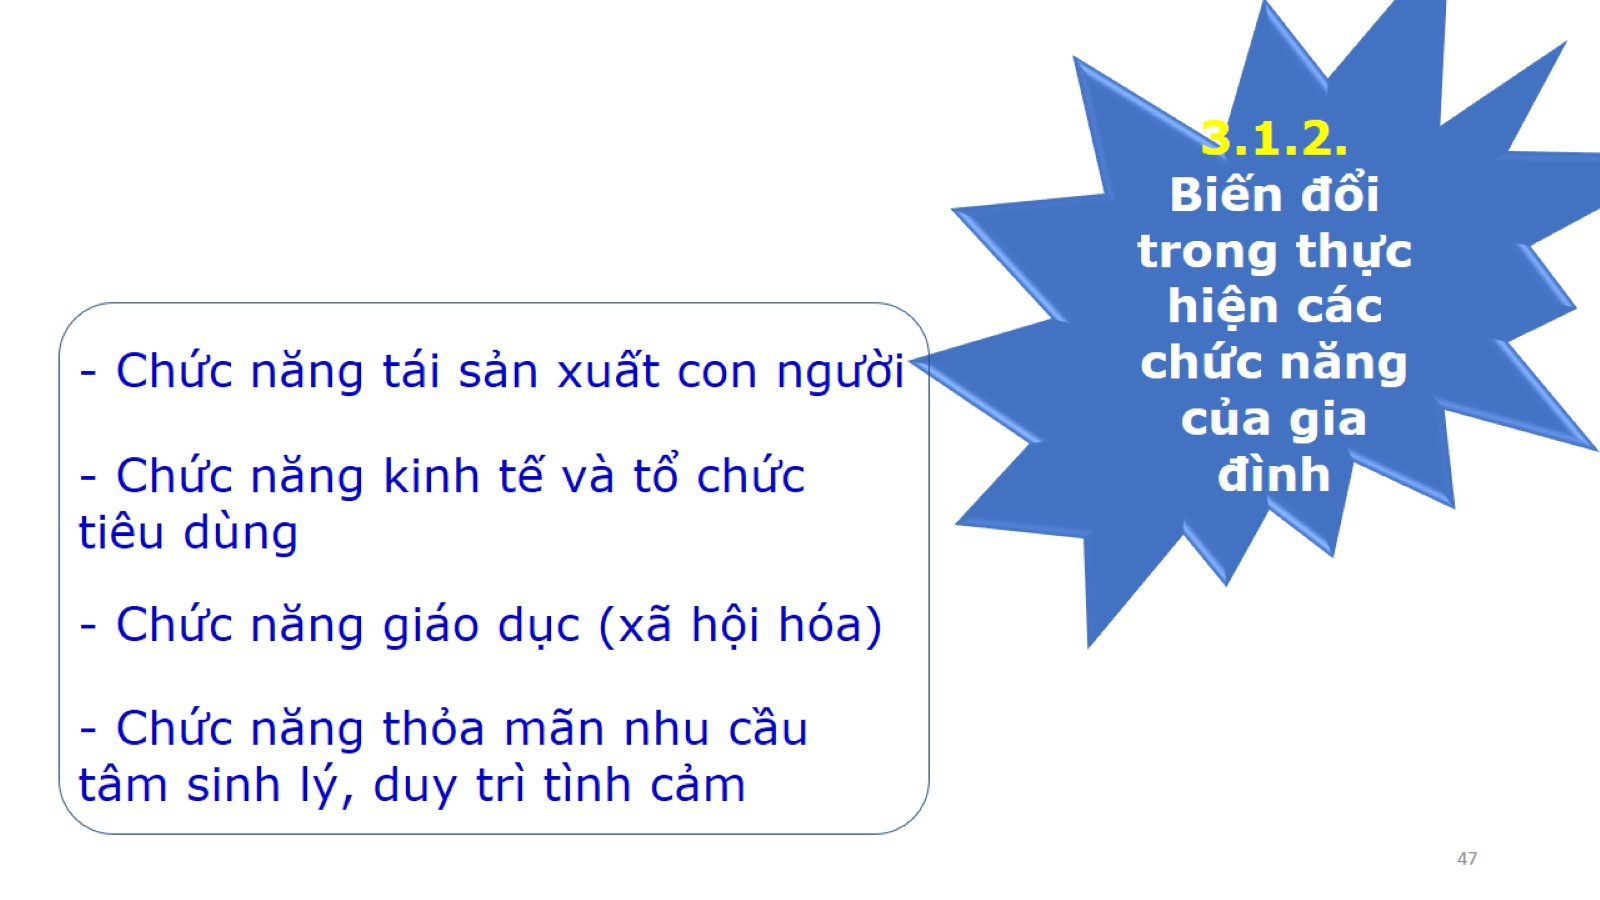 3.1.2.
Biến đổi
trong thực
hiện các
chức năng
của gia
đình
- Chức năng tái sản xuất con người
- Chức năng kinh tế và tổ chức
tiêu dùng
- Chức năng giáo dục (xã hội hóa)
- Chức năng thỏa mãn nhu cầu
tâm sinh lý, duy trì tình cảm
47